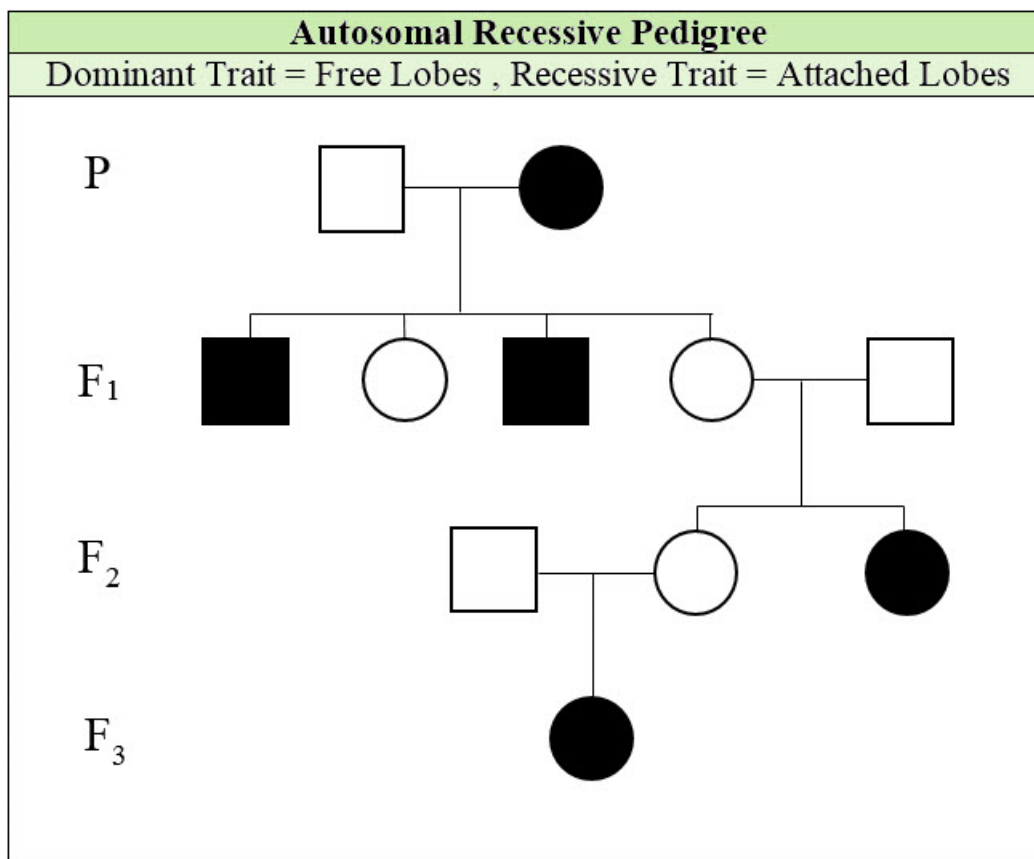 Autosomal Recessive Pedigree
Dominant Trait = Free Lobes , Recessive Trait = Attached Lobes
P
F₁
F₂
F₃